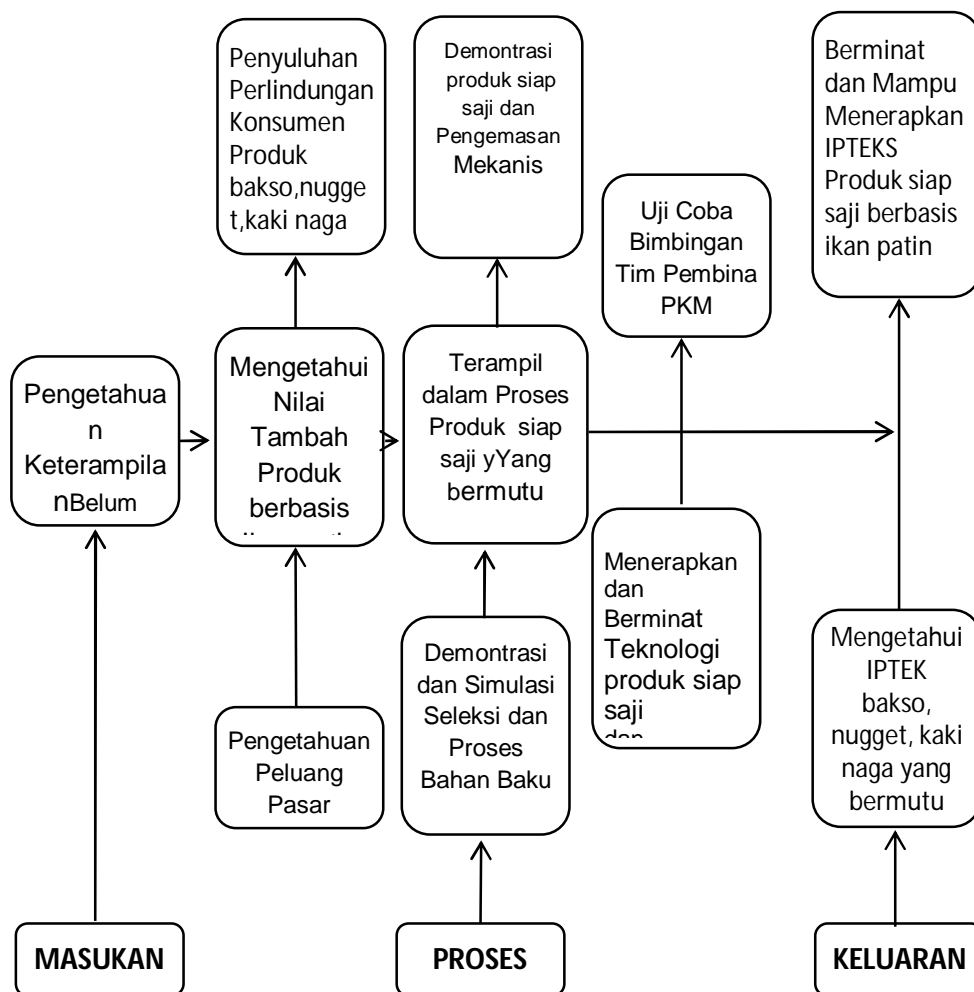 Penyuluhan
Perlindungan
Konsumen
Produk
bakso,nugge
t,kaki naga
Demontrasi
produk siap
saji dan
Pengemasan
Mekanis
Berminat
dan Mampu
Menerapkan
IPTEKS
Produk siap
saji berbasis
ikan patin
Uji Coba
Bimbingan
Tim Pembina
PKM
Pengetahua
n
Keterampila
nBelum
Mengetahui
Nilai
Tambah
Produk
berbasis
Terampil
dalam Proses
Produk siap
saji yYang
bermutu
Menerapkan
dan
Berminat
Teknologi
produk siap
saji
dan
Pengetahuan
Peluang
Pasar
Demontrasi
dan Simulasi
Seleksi dan
Proses
Bahan Baku
Mengetahui
IPTEK
bakso,
nugget, kaki
naga yang
bermutu
MASUKAN
PROSES
KELUARAN